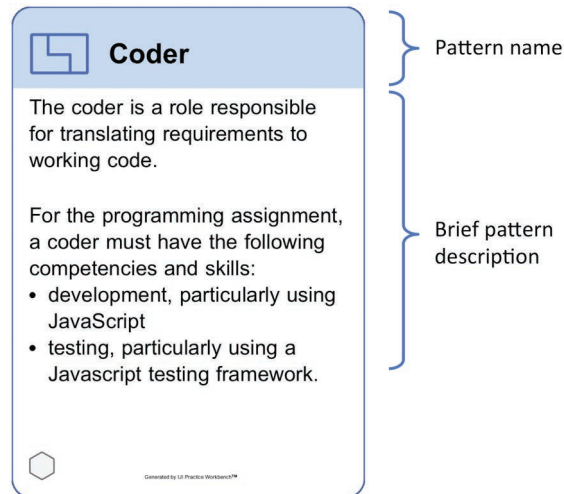 Coder
Pattern name
The coder is a role responsible
for translating requirements to
working code.
For the programming assignment,
a coder must have the following
competencies and skills:
• development, particularly using
JavaScript
• testing, particularly using a
Javascript testing framework.
Brief pattern
description
Generated by UI Practice Workbench™